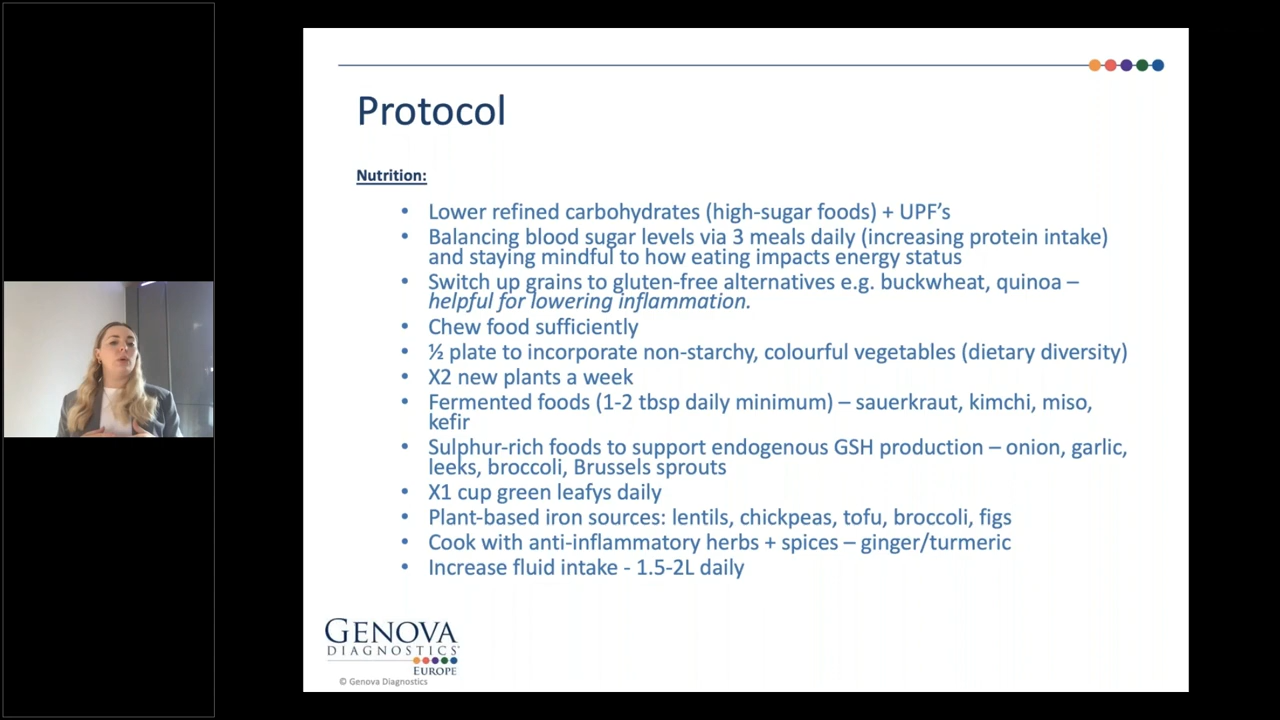 Protocol
Nutrition:
• Lower refined carbohydrates (high-sugar foods) + UPF's
• Balancing blood sugar levels via 3 meals daily (increasing protein intake)
and staying mindful to how eating impacts energy status
• Switch up grains to gluten-free alternatives e.g. buckwheat, quinoa –
helpful for lowering inflammation.
• Chew food sufficiently
• ½ plate to incorporate non-starchy, colourful vegetables (dietary diversity)
• X2 new plants a week
• Fermented foods (1-2 tbsp daily minimum) – sauerkraut, kimchi, miso,
kefir
• Sulphur-rich foods to support endogenous GSH production – onion, garlic,
leeks, broccoli, Brussels sprouts
• X1 cup green leafys daily
• Plant-based iron sources: lentils, chickpeas, tofu, broccoli, figs
• Cook with anti-inflammatory herbs + spices – ginger/turmeric
• Increase fluid intake - 1.5-2L daily
GENOVA
DIAGNOSTICS
EUROPE
© Genova Diagnostics